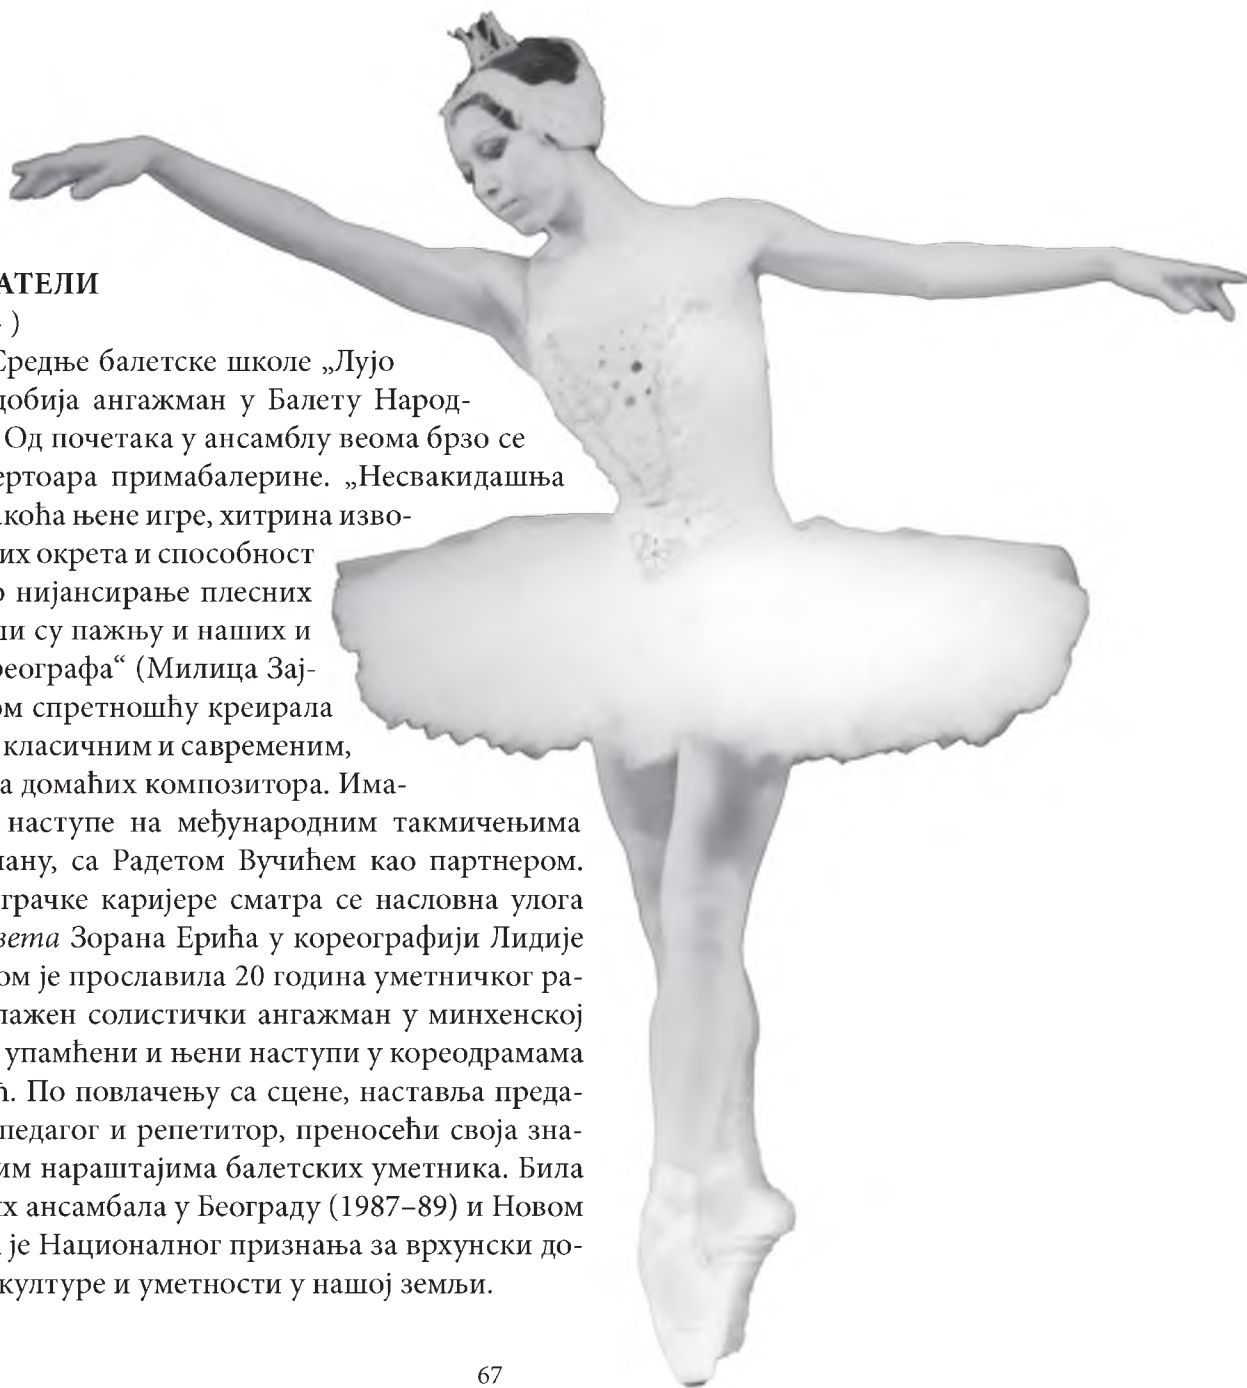 АТЕЛИ
)
Средње балетске школе „Лујо
добија ангажман у Балету Народ-
Од почетака у ансамблу веома брзо се
ертоара примабалерине. „Несвакидашња
акоћа њене игре, хитрина изво-
их окрета и способност
о нијансирање плесних
ли су пажњу и наших и
реографа“ (Милица Зај-
ом спретношћу креирала
класичним и савременим,
а домаћих композитора. Има-
наступе на међународним такмичењима
лану, са Радетом Вучићем као партнером.
грачке каријере сматра се насловна улога
вета Зорана Ерића у кореографији Лидије
ом је прославила 20 година уметничког ра-
лажен солистички ангажман у минхенској
упамћени и њени наступи у кореодрамама
ћ. По повлачењу са сцене, наставља преда-
педагог и репетитор, преносећи своја зна-
им нараштајима балетских уметника. Била
их ансамбала у Београду (1987–89) и Новом
је Националног признања за врхунски до-
културе и уметности у нашој земљи.
67